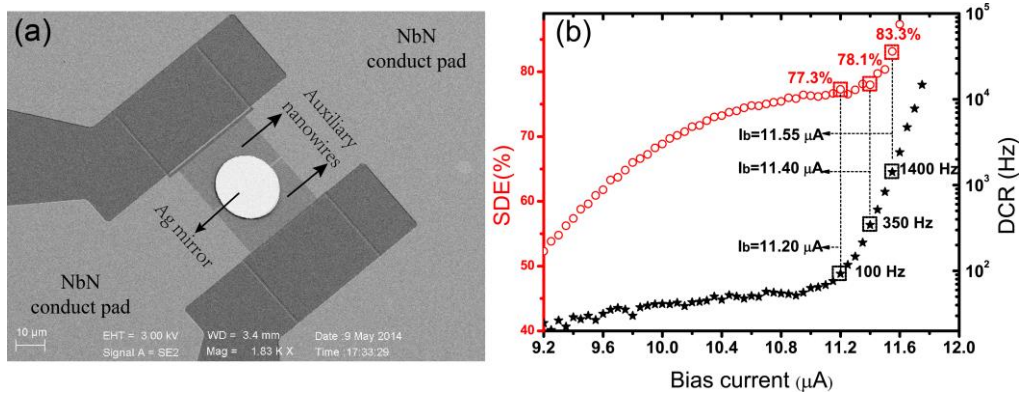 (a)
NbN
conduct pad
Auxiliary
nanowires
Ag mirror
NbN
conduct pad
10 µm
EHT = 3.00 kV
WD = 3.4 mm
Date :9 May 2014
Signal A = SE2
Mag = 1.83 K X
Time :17:33:29
(b)
SDE(%)
80
70
60
50
40
77.3%
78.1%
83.3%
Ib=11.55 µA
Ib=11.40 µA
Ib=11.20 µA
1400 Hz
350 Hz
100 Hz
10^5
10^4
10^3
10^2
DCR (Hz)
9.2 9.6 10.0 10.4 10.8 11.2 11.6 12.0
Bias current (µA)